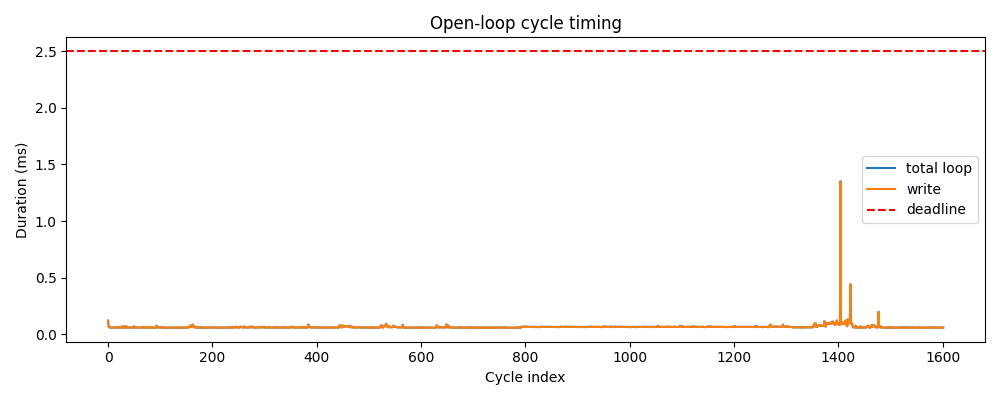 Open-loop cycle timing
Duration (ms)
2.5
2.0
1.5
1.0
0.5
0.0
total loop
write
deadline
0 200 400 600 800 1000 1200 1400 1600
Cycle index